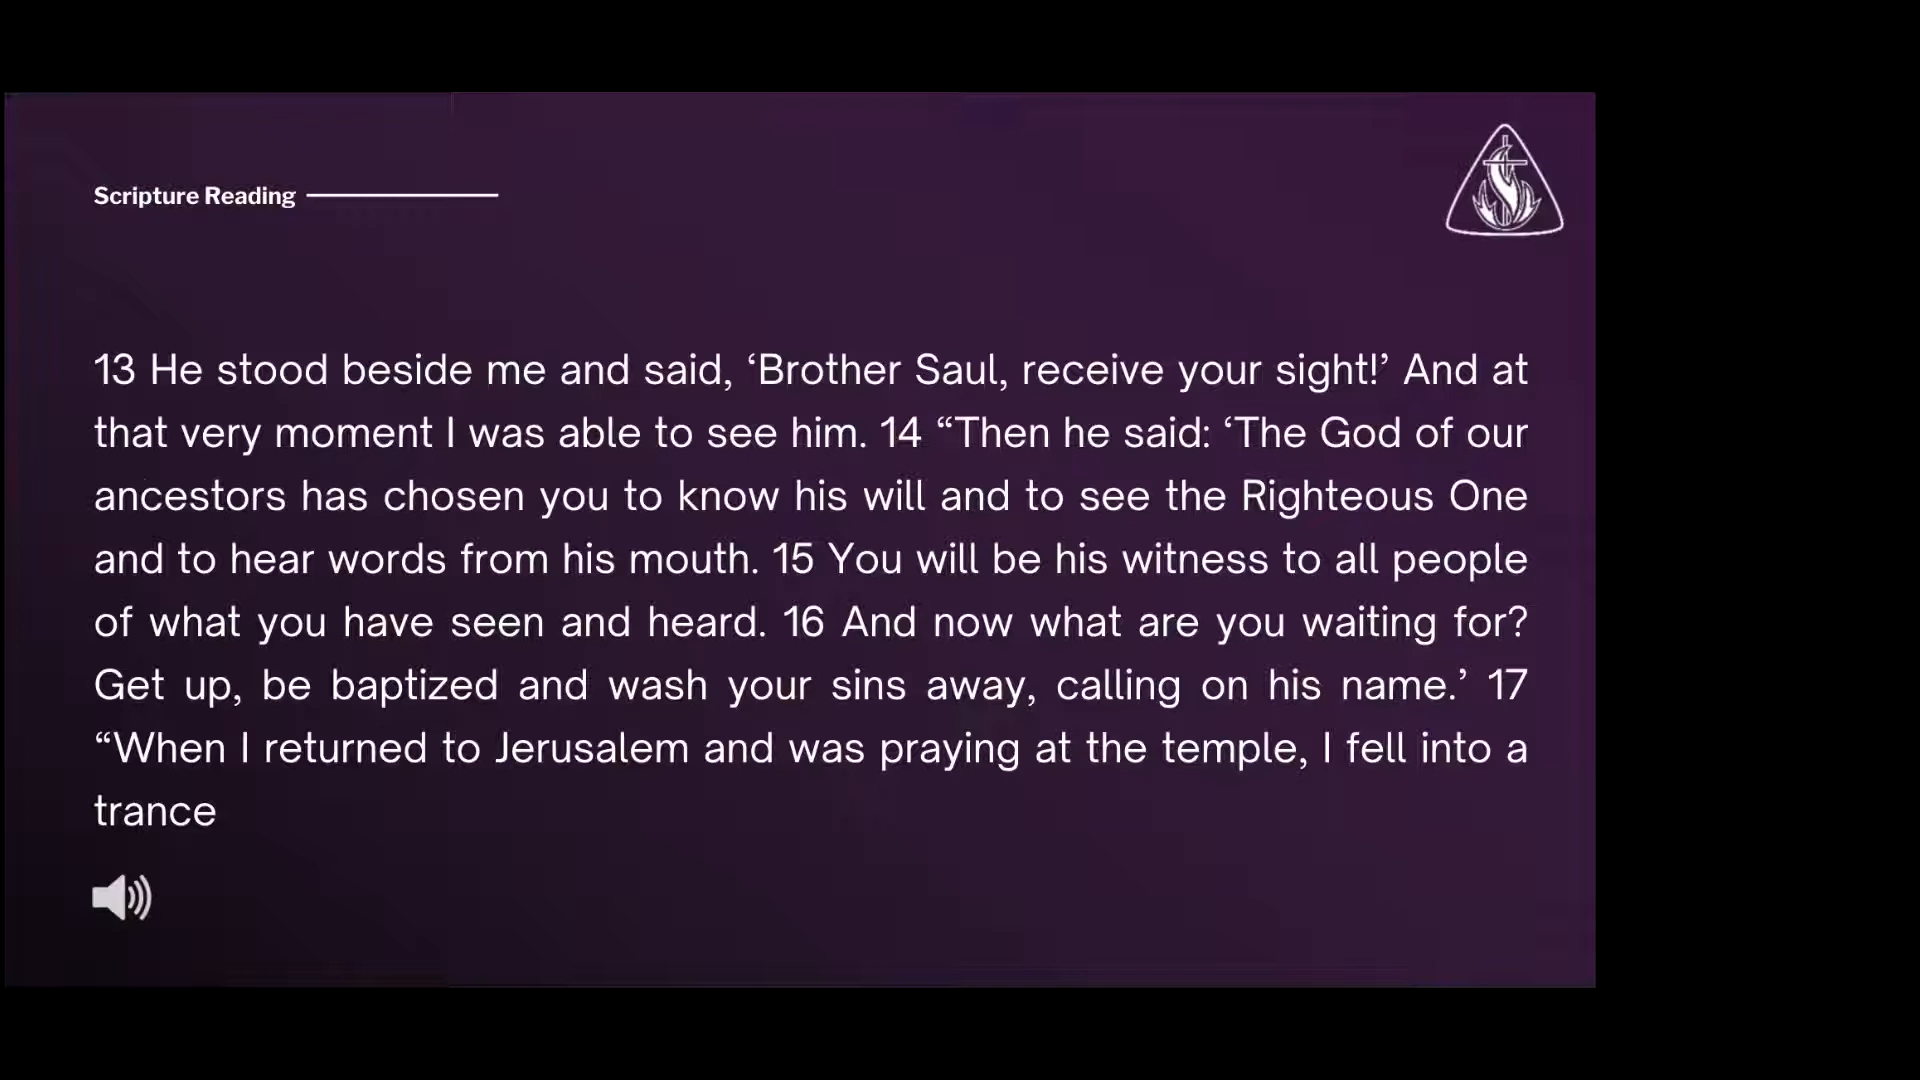 Scripture Reading
13 He stood beside me and said, ‘Brother Saul, receive your sight!’ And at
that very moment I was able to see him. 14 “Then he said: ‘The God of our
ancestors has chosen you to know his will and to see the Righteous One
and to hear words from his mouth. 15 You will be his witness to all people
of what you have seen and heard. 16 And now what are you waiting for?
Get up, be baptized and wash your sins away, calling on his name.’ 17
“When I returned to Jerusalem and was praying at the temple, I fell into a
trance